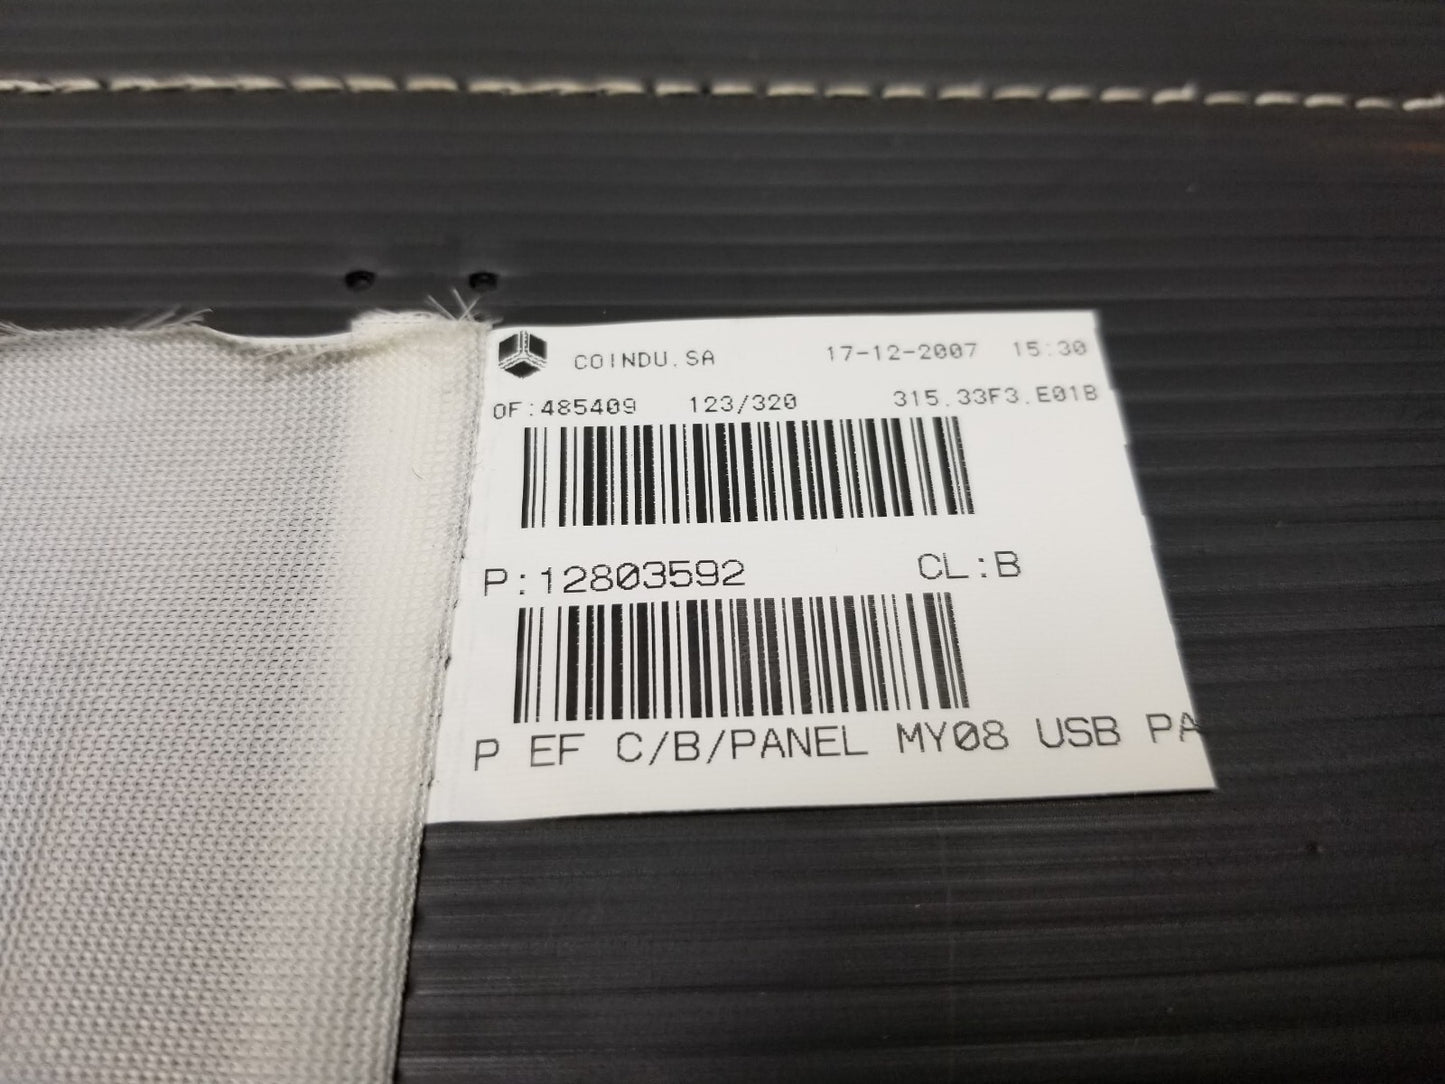 COINDU.SA 17-12-2007 15:30
OF:485409 123/320 315.33F3.E01B
P:12803592 CL:B
P EF C/B/PANEL MY08 USB PA